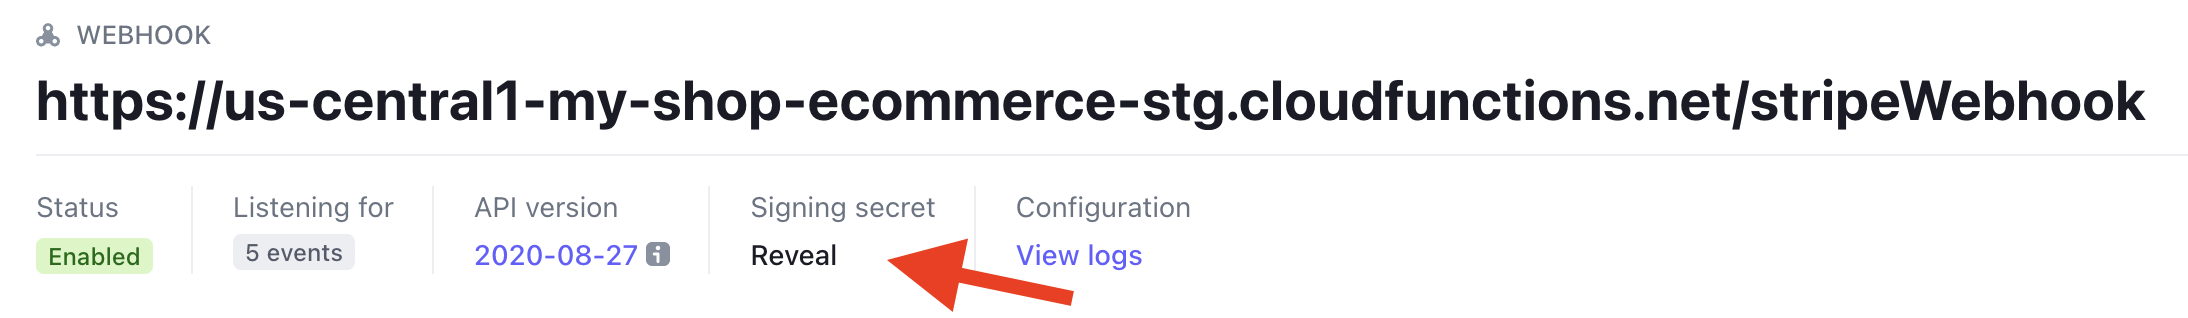 WEBHOOK
https://us-central1-my-shop-ecommerce-stg.cloudfunctions.net/stripeWebhook
Status Listening for API version Signing secret Configuration
Enabled 5 events 2020-08-27 i Reveal View logs